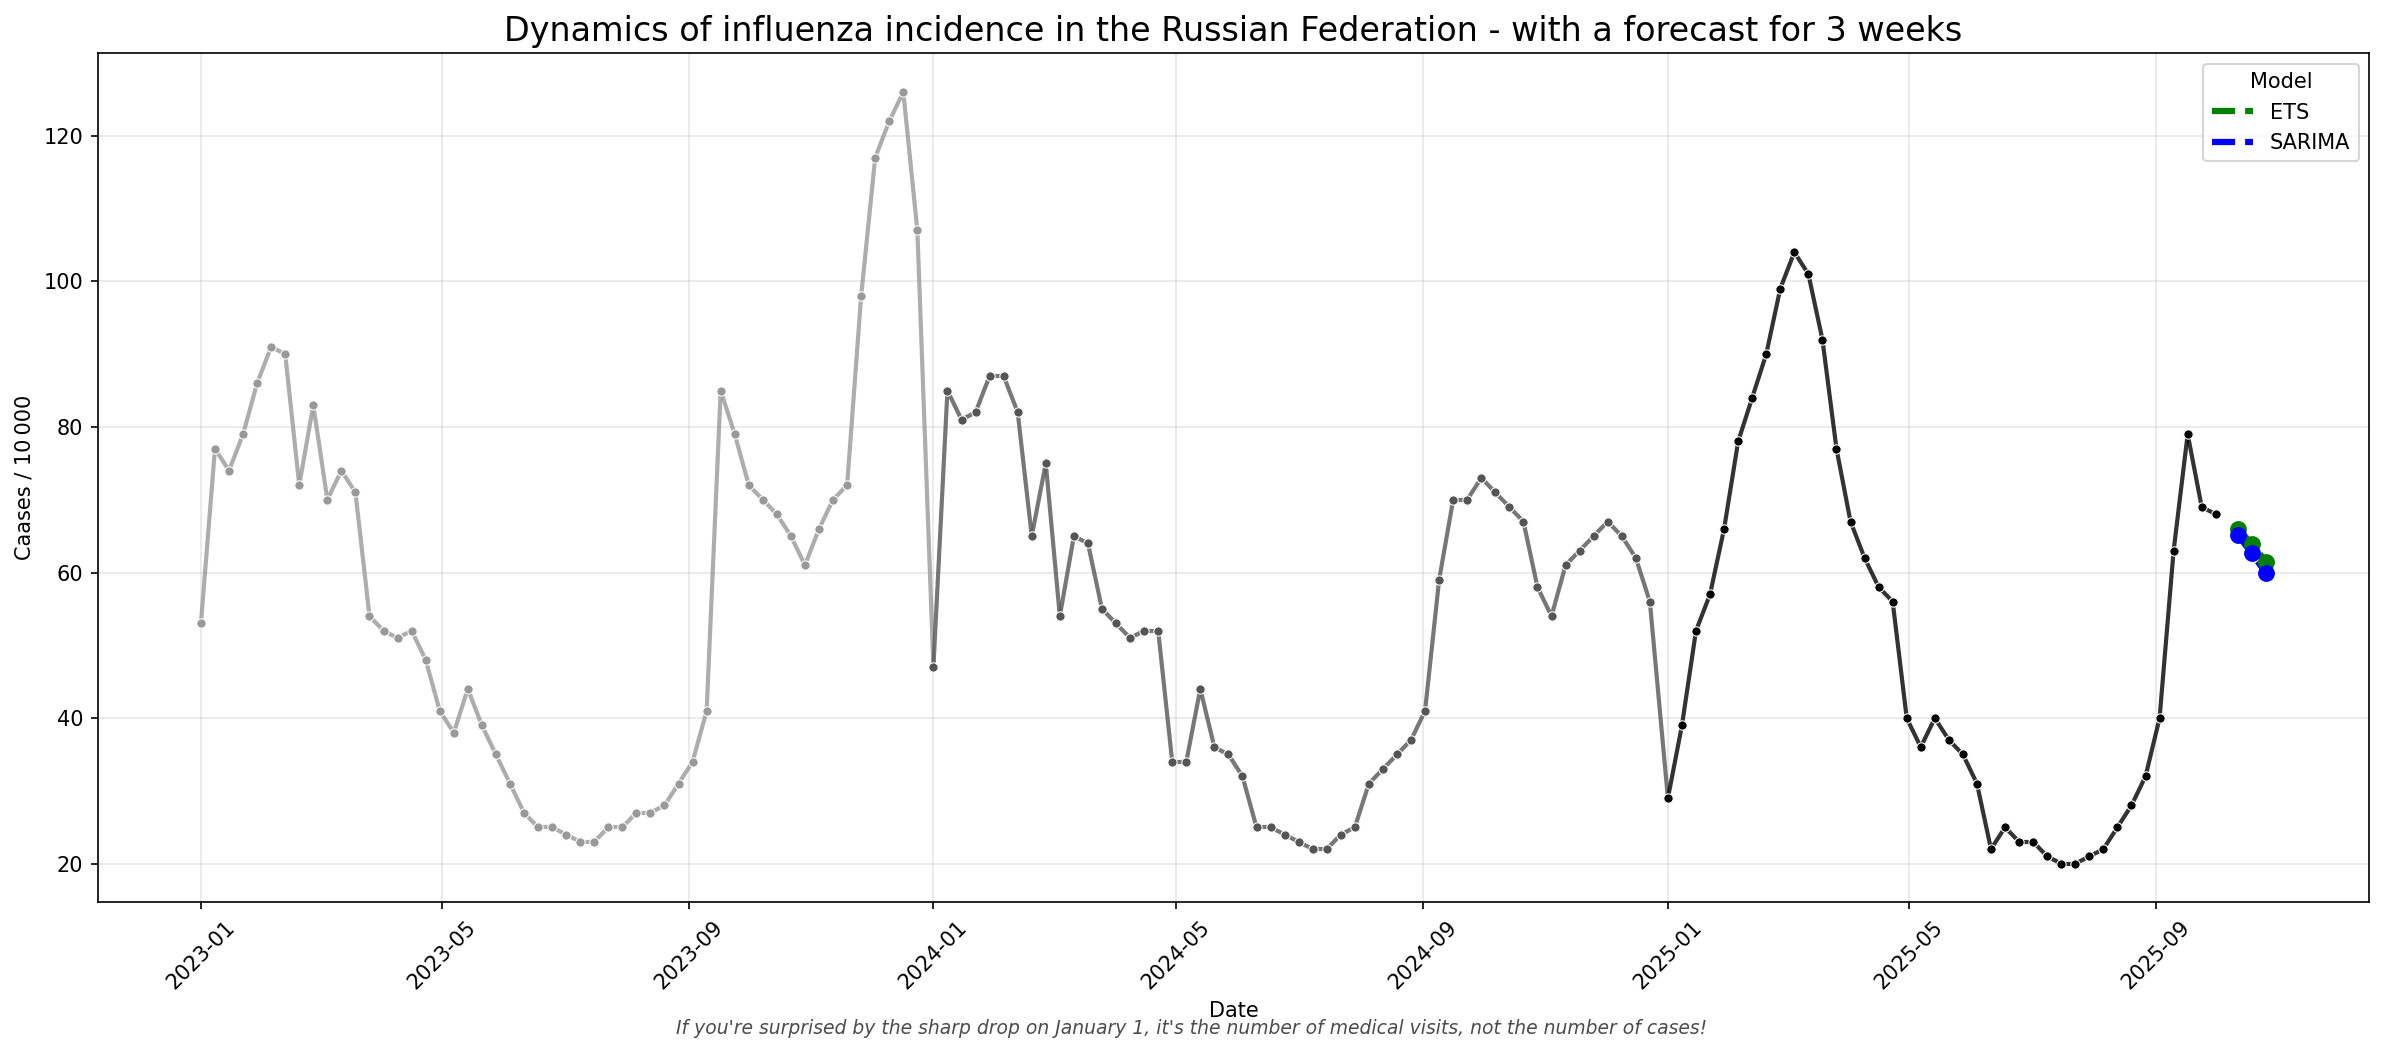 Dynamics of influenza incidence in the Russian Federation - with a forecast for 3 weeks
Model
ETS
SARIMA
Caases / 10 000
120
100
80
60
40
20
2023-01
2023-05
2023-09
2024-01
2024-05
2024-09
2025-01
2025-05
2025-09
Date
If you're surprised by the sharp drop on January 1, it's the number of medical visits, not the number of cases!